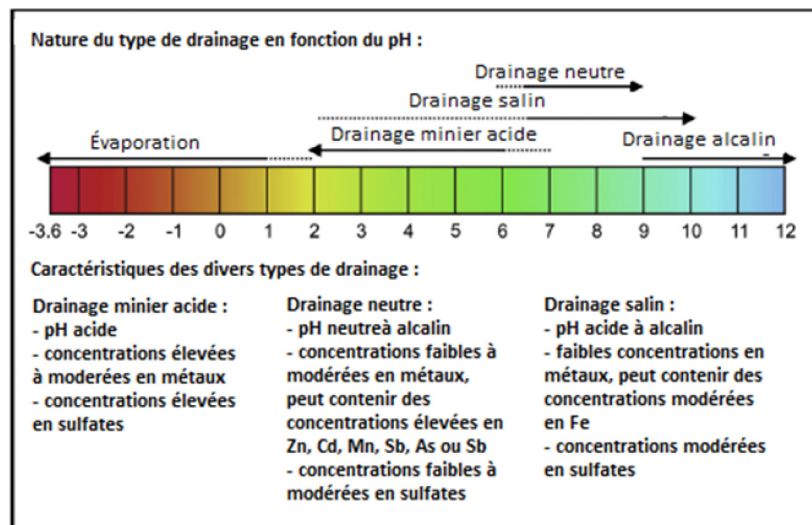 Nature du type de drainage en fonction du pH :
Drainage neutre
Drainage salin
Évaporation
Drainage minier acide
Drainage alcalin
-3.6 -3 -2 -1 0 1 2 3 4 5 6 7 8 9 10 11 12
Caractéristiques des divers types de drainage :
Drainage minier acide :
- pH acide
- concentrations élevées
à moderées en métaux
- concentrations élevées
en sulfates
Drainage neutre :
- pH neutreà alcalin
- concentrations faibles à
modérées en métaux,
peut contenir des
concentrations élevées en
Zn, Cd, Mn, Sb, As ou Sb
- concentrations faibles à
modérées en sulfates
Drainage salin :
- pH acide à alcalin
- faibles concentrations en
métaux, peut contenir des
concentrations modérées
en Fe
- concentrations modérées
en sulfates